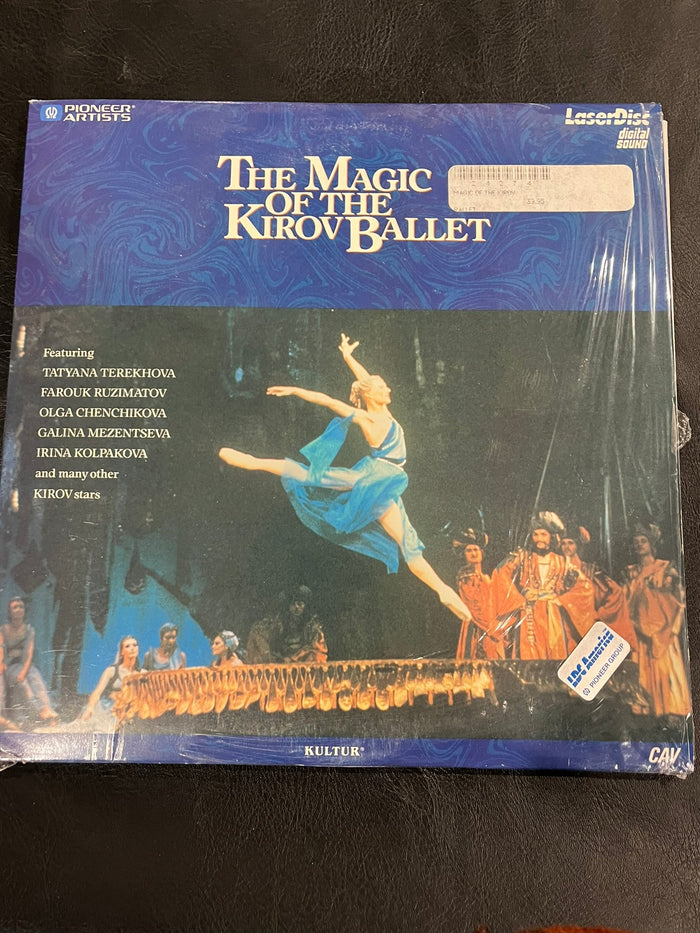 PIONEER®
ARTISTS
LaserDisc
digital
SOUND
THE MAGIC
OF THE
KIROV BALLET
MAGIC OF THE KIROV
39.95
BALLET
Featuring
TATYANA TEREKHOVA
FAROUK RUZIMATOV
OLGA CHENCHIKOVA
GALINA MEZENTSEVA
IRINA KOLPAKOVA
and many other
KIROV stars
LDC America
PIONEER GROUP
KULTUR®
CAV